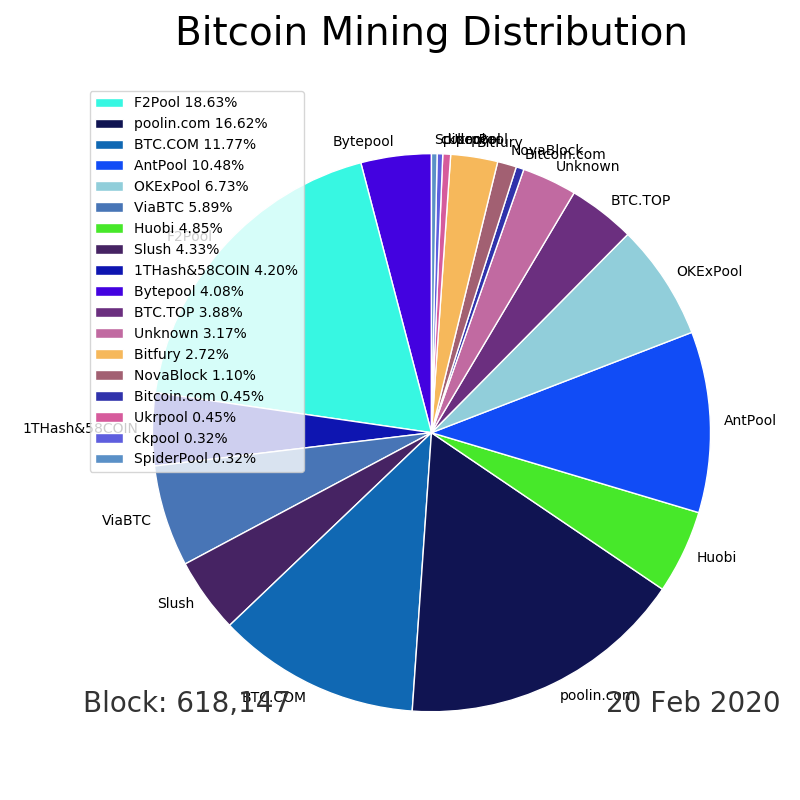 Bitcoin Mining Distribution
F2Pool 18.63%
poolin.com 16.62%
BTC.COM 11.77%
AntPool 10.48%
OKExPool 6.73%
ViaBTC 5.89%
Huobi 4.85%
Slush 4.33%
1THash&58COIN 4.20%
Bytepool 4.08%
BTC.TOP 3.88%
Unknown 3.17%
Bitfury 2.72%
NovaBlock 1.10%
Bitcoin.com 0.45%
Ukrpool 0.45%
ckpool 0.32%
SpiderPool 0.32%
Bytepool
Bitfury
NovaBlock
Bitcoin.com
Unknown
BTC.TOP
OKExPool
AntPool
Huobi
poolin.com
BTC.COM
Slush
ViaBTC
1THash&58COIN
F2Pool
Block: 618,147
20 Feb 2020